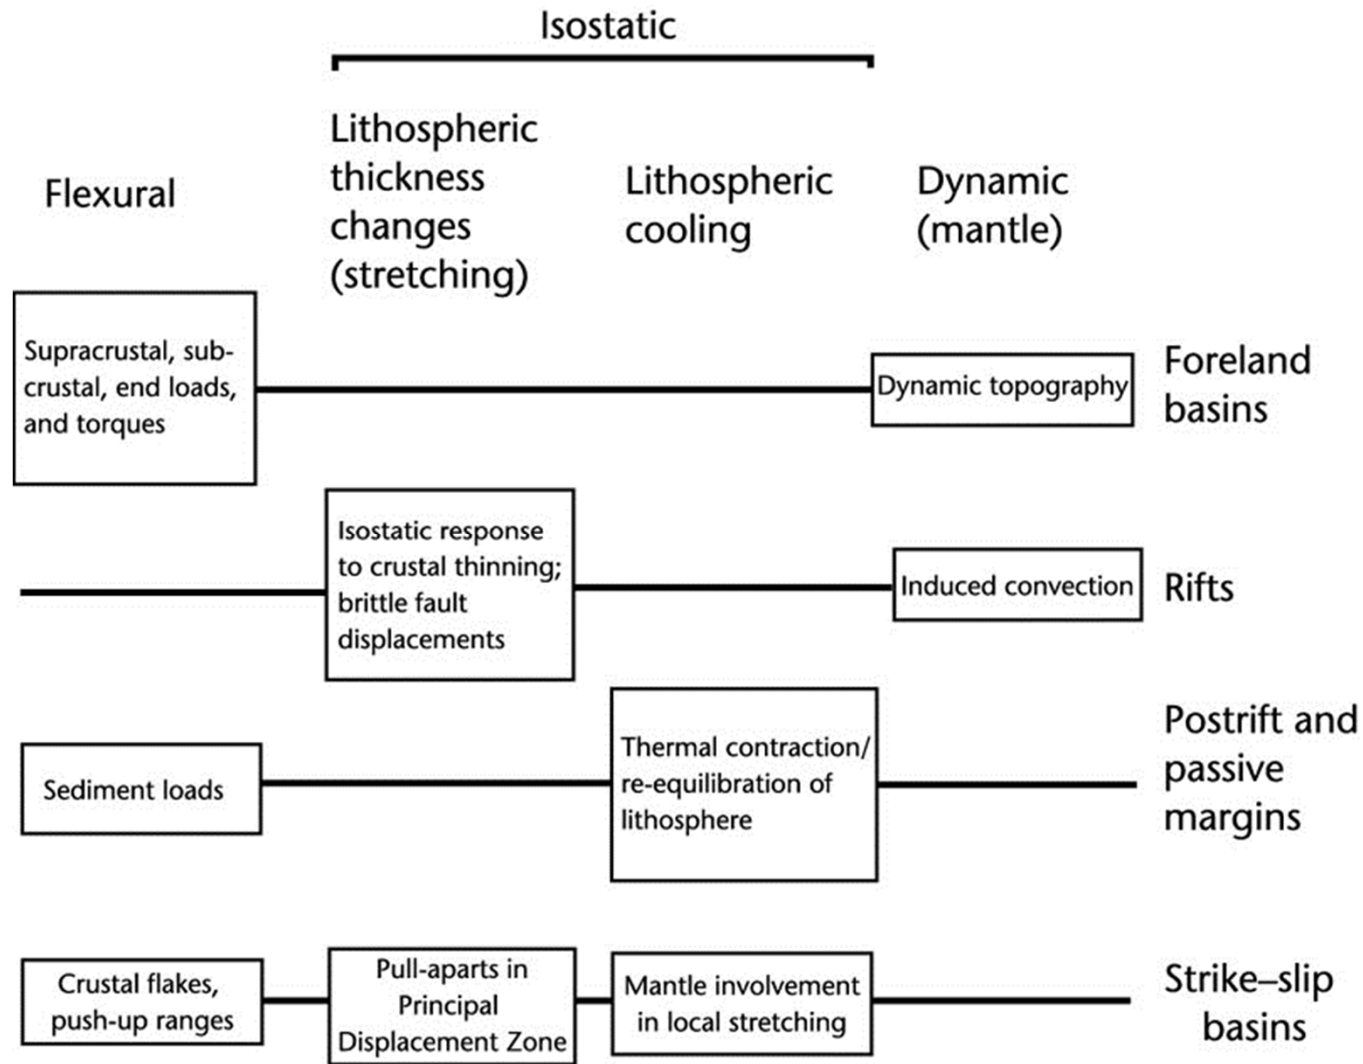 Isostatic
Flexural
Lithospheric
thickness
changes
(stretching)
Lithospheric
cooling
Dynamic
(mantle)
Supracrustal, sub-
crustal, end loads,
and torques
Dynamic topography
Foreland
basins
Isostatic response
to crustal thinning;
brittle fault
displacements
Induced convection
Rifts
Sediment loads
Thermal contraction/
re-equilibration of
lithosphere
Postrift and
passive
margins
Crustal flakes,
push-up ranges
Pull-aparts in
Principal
Displacement Zone
Mantle involvement
in local stretching
Strike–slip
basins